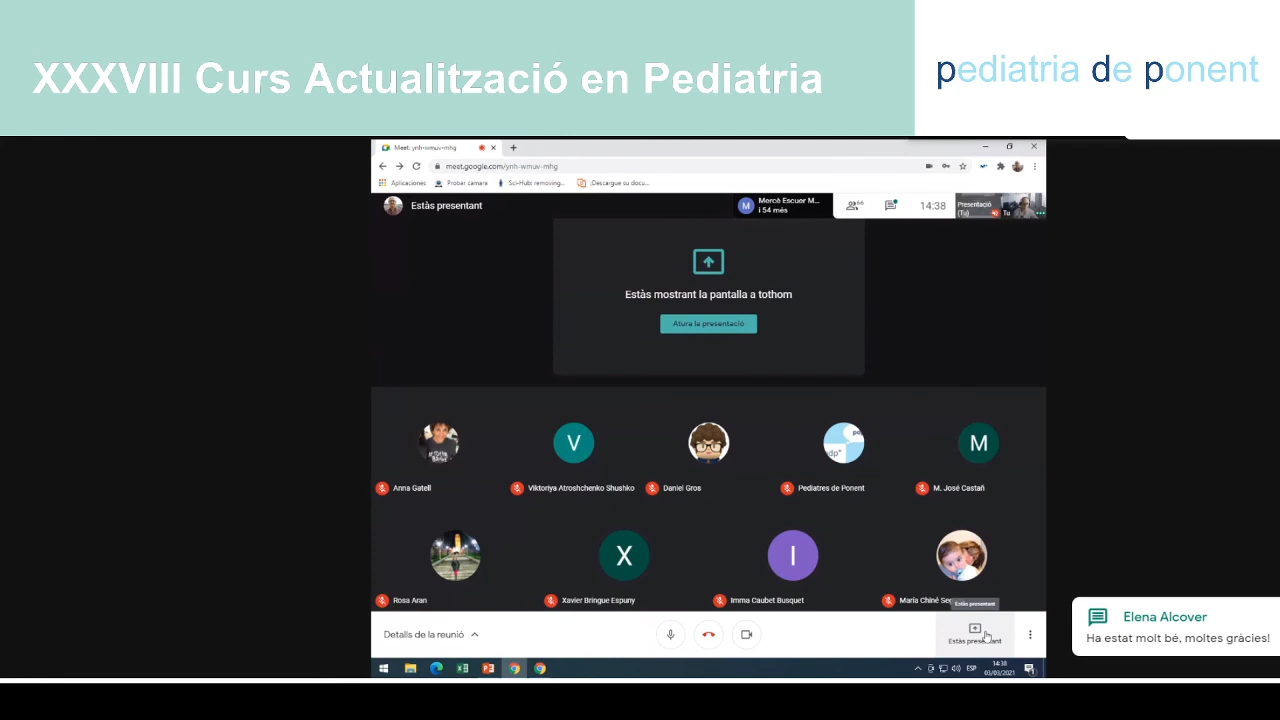 XXXVIII Curs Actualització en Pediatria
pediatria de ponent
Meet: ynh-wmuv-mhg
meet.google.com/ynh-wmuv-mhg
Aplicaciones
Probar camara
Sci-Hub: removing...
¡Descargue su docu...
Estàs presentant
M
Mercè Escuer M...
i 54 més
66
14:38
Presentació
(Tu)
Tu
Estàs mostrant la pantalla a tothom
Atura la presentació
V
M
Anna Gatell
Viktoriya Atroshchenko Shushko
Daniel Gros
Pediatres de Ponent
M. José Castañ
X
I
Rosa Aran
Xavier Bringue Espuny
Imma Caubet Busquet
María Chiné Se
Estàs presentant
Detalls de la reunió
Estàs presentant
Elena Alcover
Ha estat molt bé, moltes gràcies!
ESP
14:38
03/03/2021